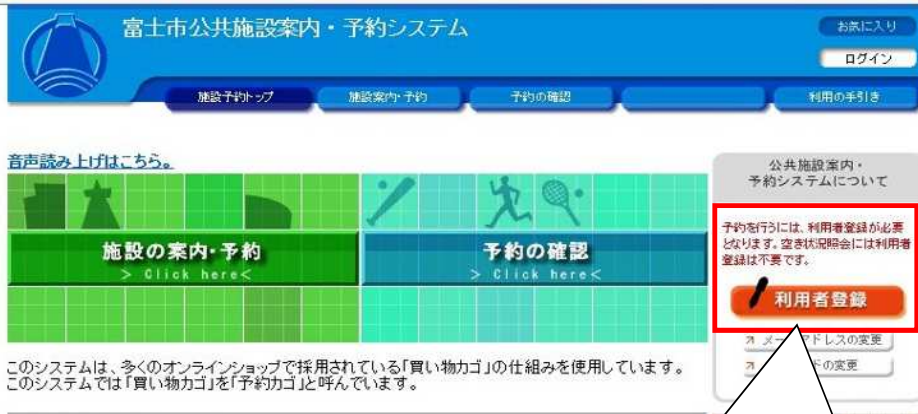 富士市公共施設案内・予約システム
お気に入り
ログイン
施設予約トップ
施設案内・予約
予約の確認
利用の手引き
音声読み上げはこちら。
施設の案内・予約
> Click here<
予約の確認
> Click here<
公共施設案内・
予約システムについて
予約を行うには、利用者登録が必要
となります。空き状況照会には利用者
登録は不要です。
利用者登録
アドレスの変更
の変更
このシステムは、多くのオンラインショップで採用されている「買い物カゴ」の仕組みを使用しています。
このシステムでは「買い物カゴ」を「予約カゴ」と呼んでいます。